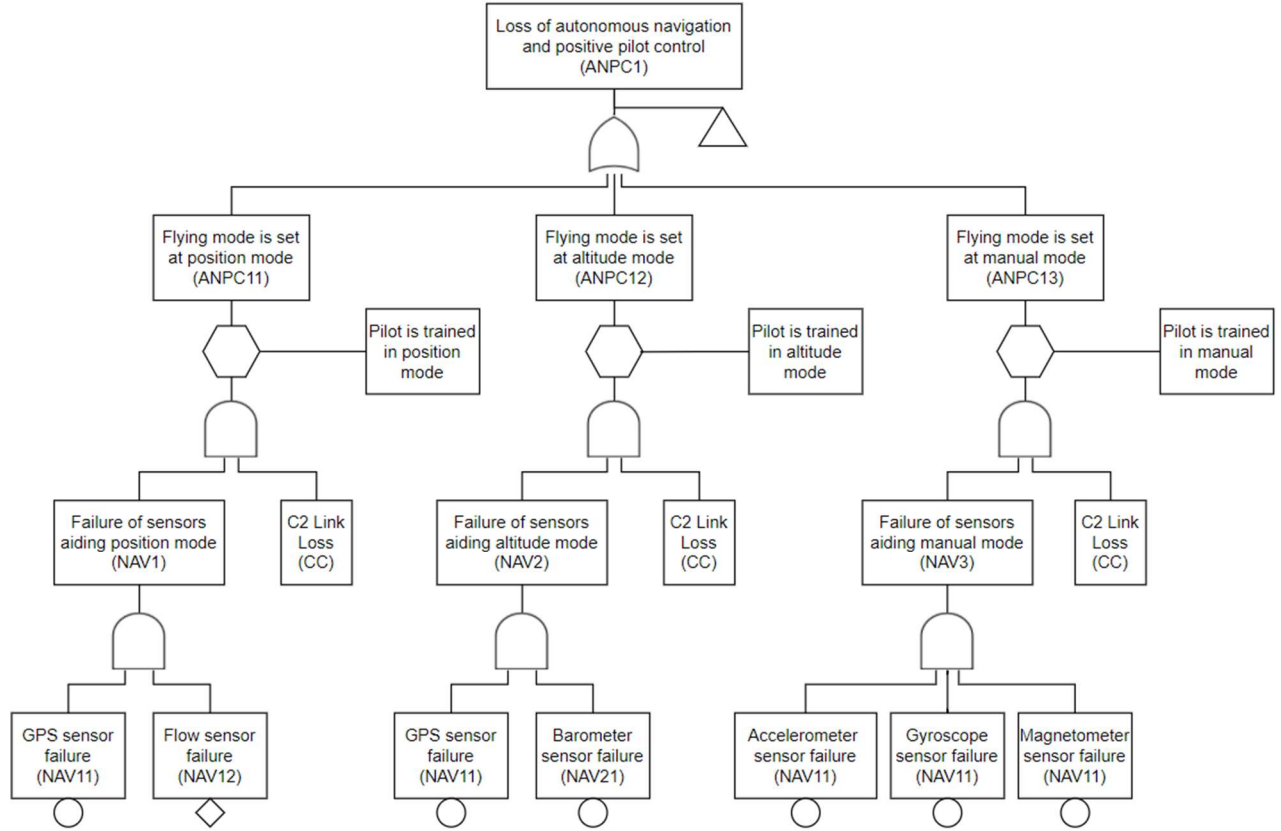 Loss of autonomous navigation
and positive pilot control
(ANPC1)
Flying mode is set
at position mode
(ANPC11)
Flying mode is set
at altitude mode
(ANPC12)
Flying mode is set
at manual mode
(ANPC13)
Pilot is trained
in position
mode
Pilot is trained
in altitude
mode
Pilot is trained
in manual
mode
Failure of sensors
aiding position mode
(NAV1)
C2 Link
Loss
(CC)
Failure of sensors
aiding altitude mode
(NAV2)
C2 Link
Loss
(CC)
Failure of sensors
aiding manual mode
(NAV3)
C2 Link
Loss
(CC)
GPS sensor
failure
(NAV11)
Flow sensor
failure
(NAV12)
GPS sensor
failure
(NAV11)
Barometer
sensor failure
(NAV21)
Accelerometer
sensor failure
(NAV11)
Gyroscope
sensor failure
(NAV11)
Magnetometer
sensor failure
(NAV11)